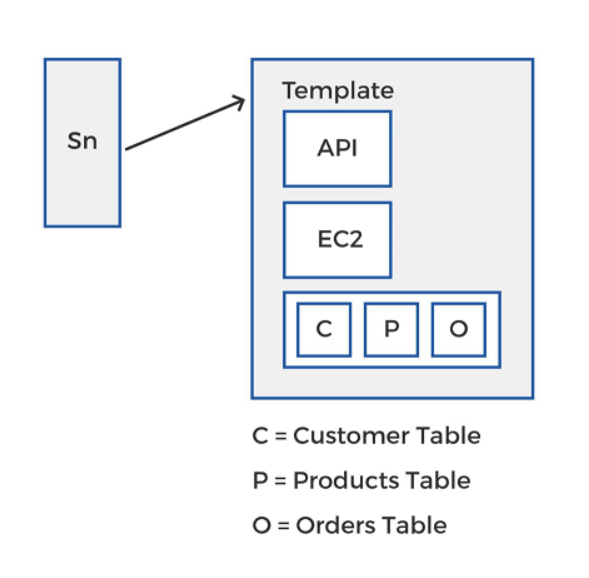 Sn
Template
API
EC2
C P O
C = Customer Table
P = Products Table
O = Orders Table